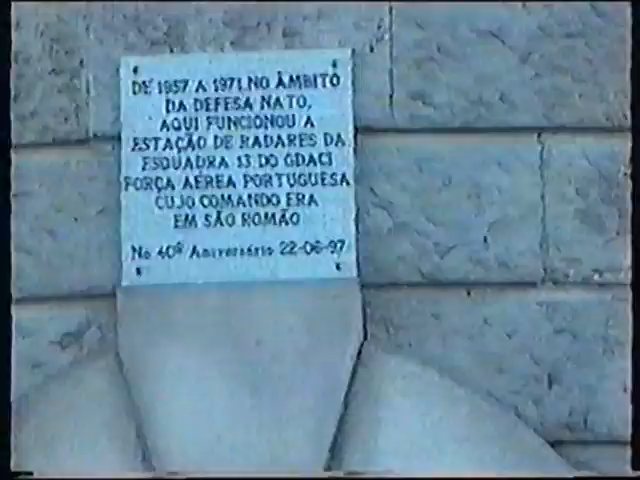 DE 1957 A 1971 NO ÂMBITO
DA DEFESA NATO,
AQUI FUNCIONOU A
ESTAÇÃO DE RADARES DA
ESQUADRA 13 DO GDACI
FORÇA AÉREA PORTUGUESA
CUJO COMANDO ERA
EM SÃO ROMÃO
No 40º Aniversário 22-06-97